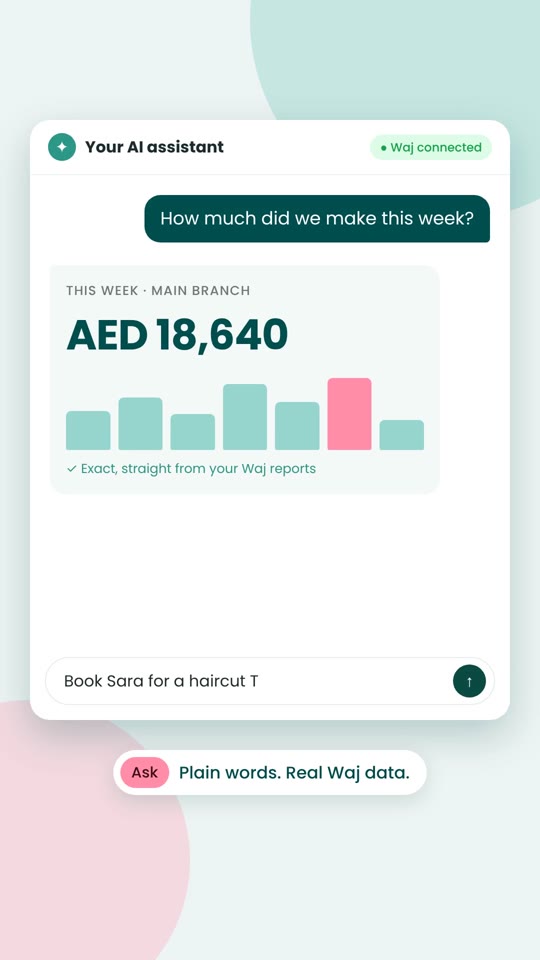 Your AI assistant
Waj connected
How much did we make this week?
THIS WEEK · MAIN BRANCH
AED 18,640
✓ Exact, straight from your Waj reports
Book Sara for a haircut T
Ask
Plain words. Real Waj data.